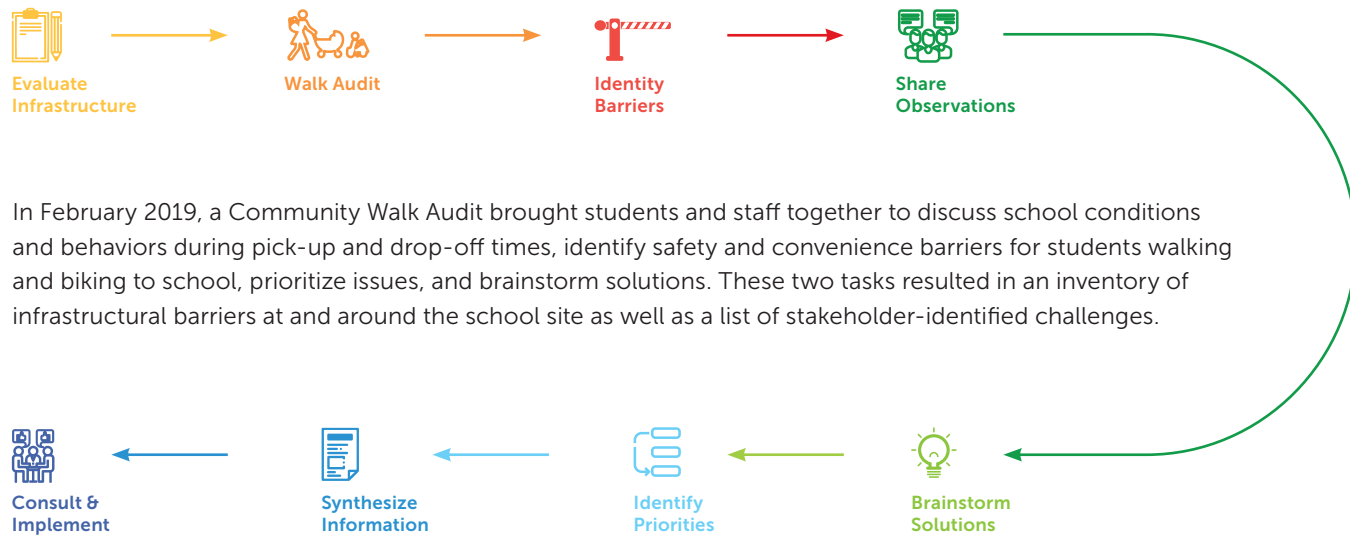 Evaluate
Infrastructure
Walk Audit
Identity
Barriers
Share
Observations
In February 2019, a Community Walk Audit brought students and staff together to discuss school conditions
and behaviors during pick-up and drop-off times, identify safety and convenience barriers for students walking
and biking to school, prioritize issues, and brainstorm solutions. These two tasks resulted in an inventory of
infrastructural barriers at and around the school site as well as a list of stakeholder-identified challenges.
Consult &
Implement
Synthesize
Information
Identify
Priorities
Brainstorm
Solutions